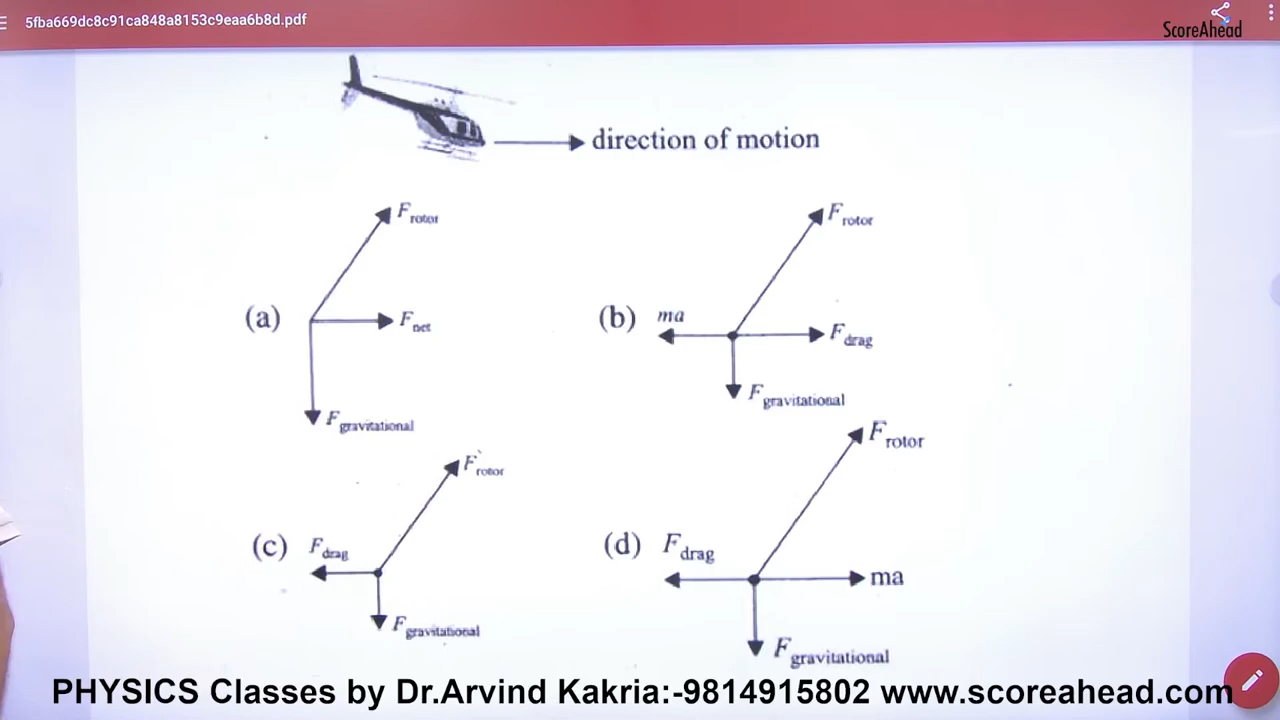 5fba669dc8c91ca848a8153c9eaa6b8d.pdf
ScoreAhead
direction of motion
F rotor
(a)
F net
F gravitational
F rotor
(b)
ma
F drag
F gravitational
F rotor
(c)
F drag
F gravitational
F rotor
(d)
F drag
ma
F gravitational
PHYSICS Classes by Dr.Arvind Kakria:-9814915802 www.scoreahead.com